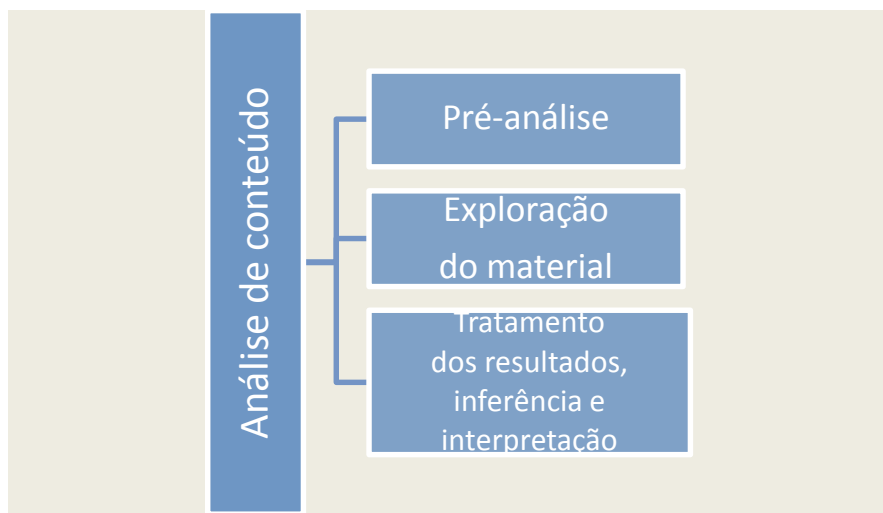 Análise de conteúdo
Pré-análise
Exploração
do material
Tratamento
dos resultados,
inferência e
interpretação